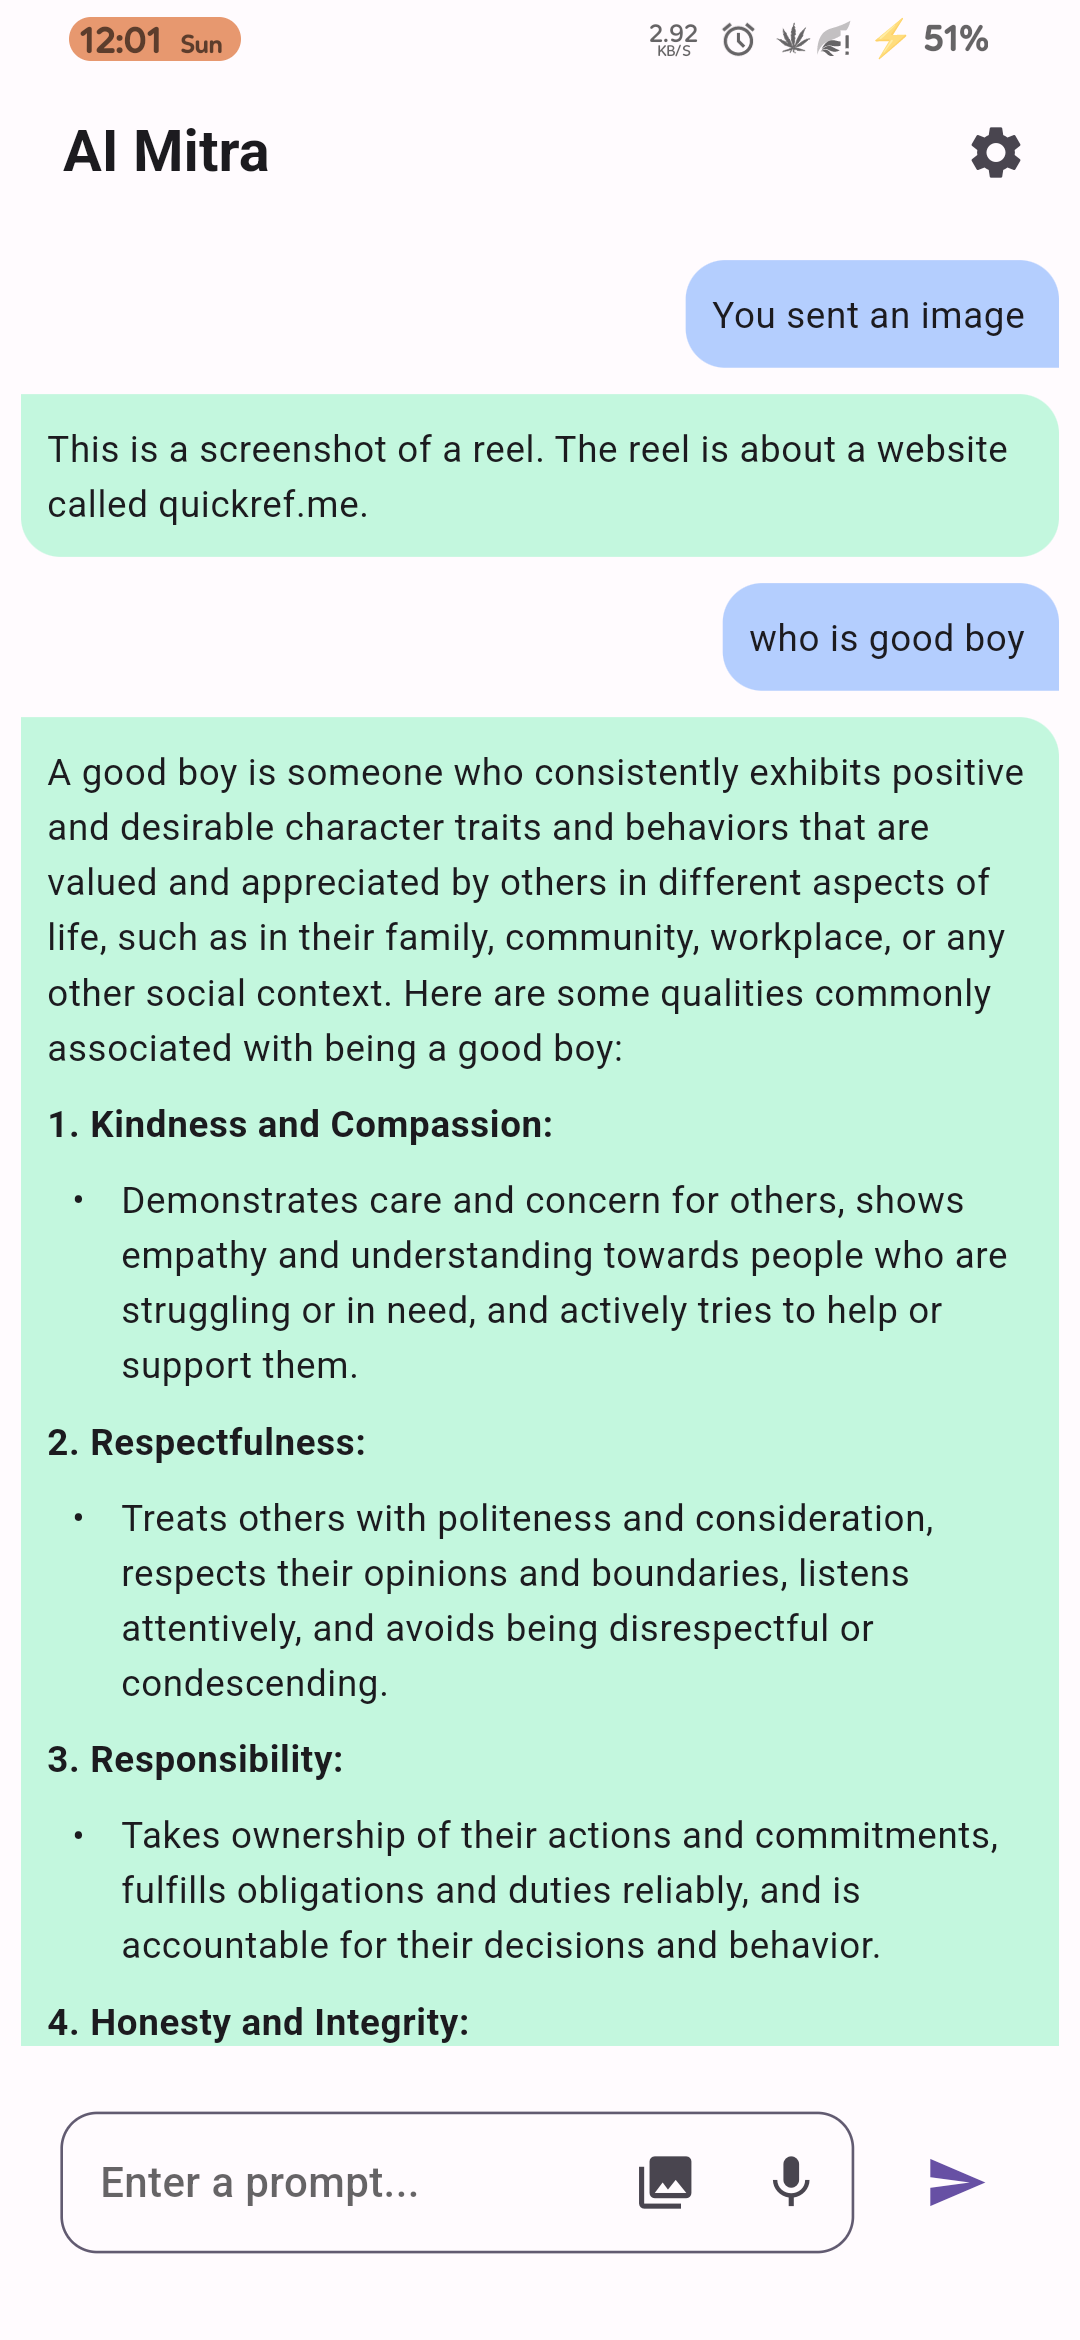 12:01 Sun 2.92 KB/S 51%
AI Mitra
You sent an image
This is a screenshot of a reel. The reel is about a website
called quickref.me.
who is good boy
A good boy is someone who consistently exhibits positive
and desirable character traits and behaviors that are
valued and appreciated by others in different aspects of
life, such as in their family, community, workplace, or any
other social context. Here are some qualities commonly
associated with being a good boy:
1. Kindness and Compassion:
• Demonstrates care and concern for others, shows
empathy and understanding towards people who are
struggling or in need, and actively tries to help or
support them.
2. Respectfulness:
• Treats others with politeness and consideration,
respects their opinions and boundaries, listens
attentively, and avoids being disrespectful or
condescending.
3. Responsibility:
• Takes ownership of their actions and commitments,
fulfills obligations and duties reliably, and is
accountable for their decisions and behavior.
4. Honesty and Integrity:
Enter a prompt...